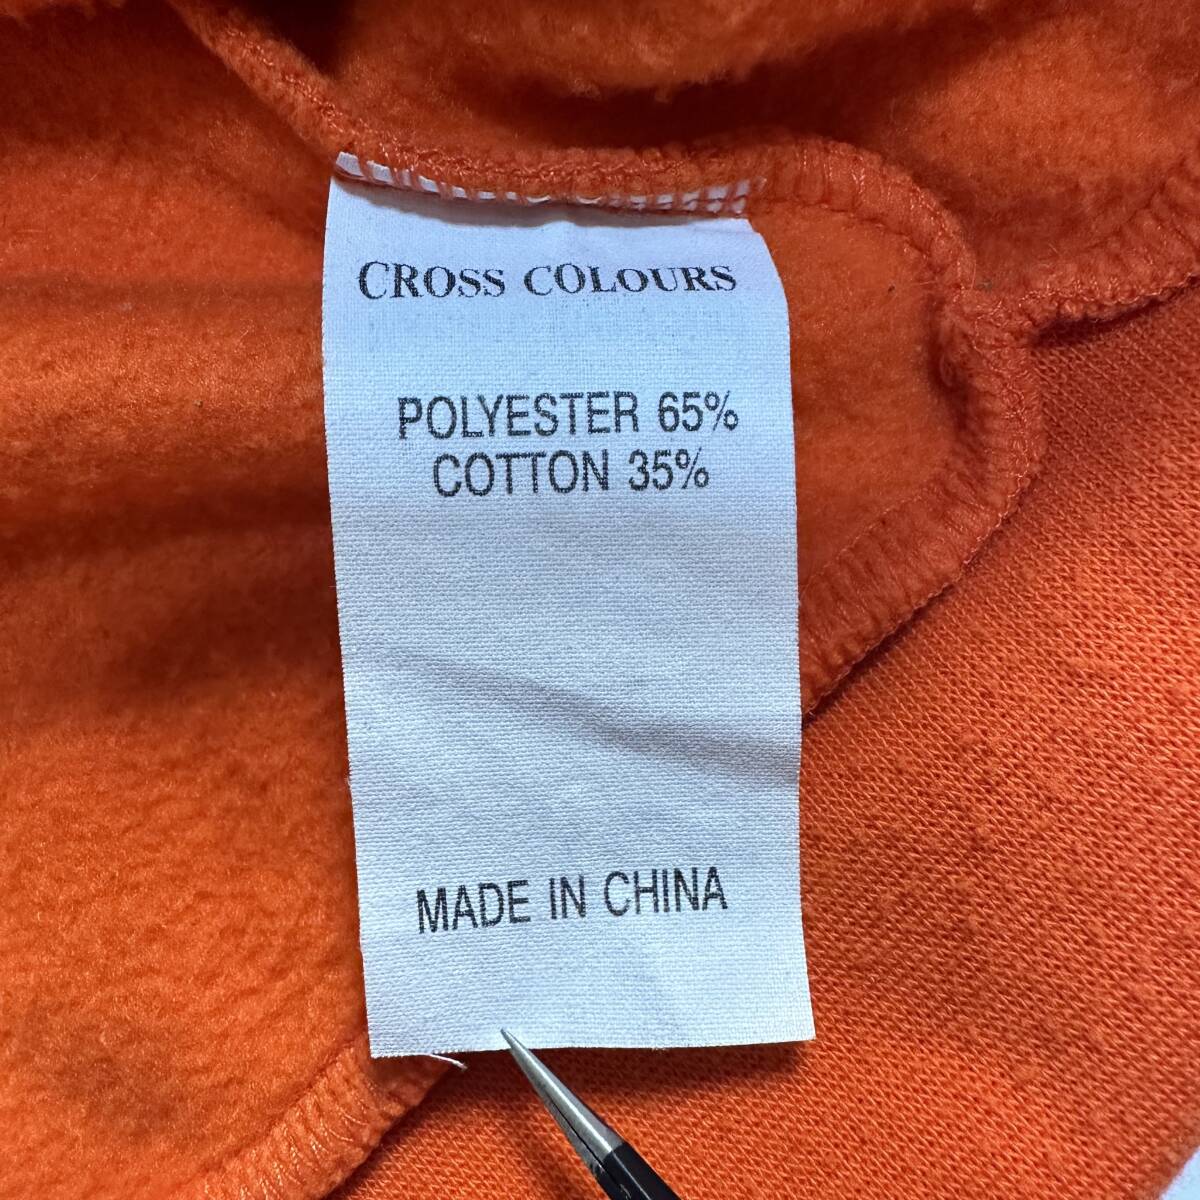 CROSS COLOURS
POLYESTER 65%
COTTON 35%
MADE IN CHINA